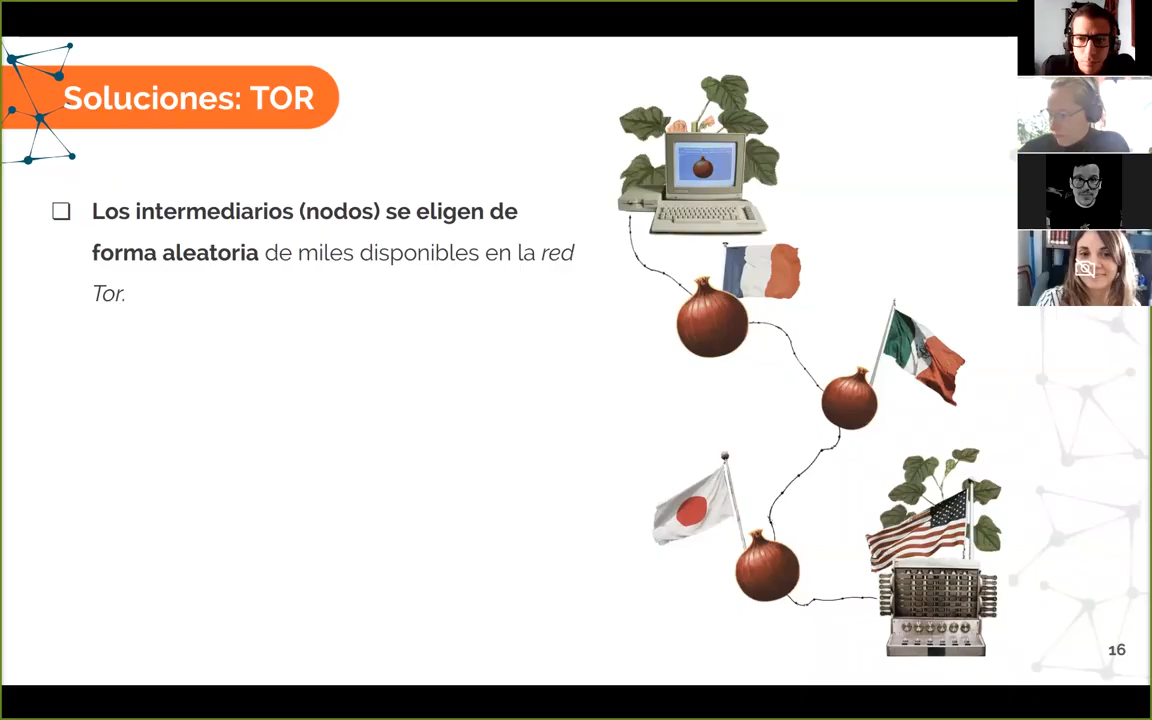 Soluciones: TOR
❏ Los intermediarios (nodos) se eligen de
forma aleatoria de miles disponibles en la red
Tor.
16